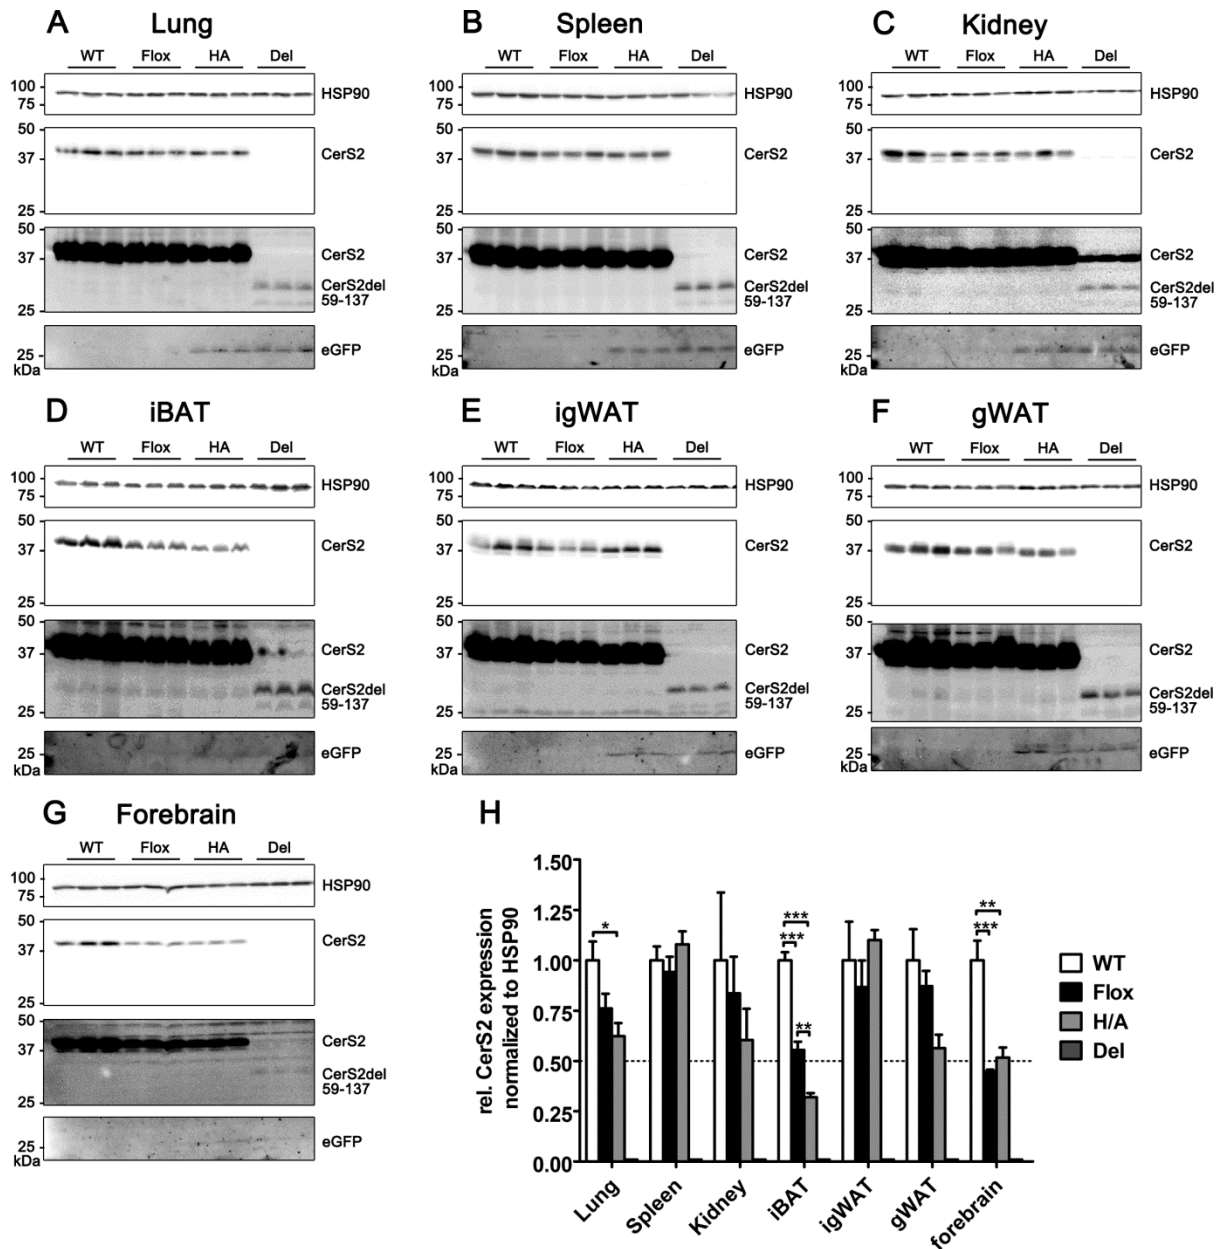 A Lung
WT Flox HA Del
100
75
HSP90
50
37
25
CerS2
50
37
25
CerS2
CerS2del
59-137
25
kDa
eGFP
B Spleen
WT Flox HA Del
100
75
HSP90
50
37
25
CerS2
50
37
25
CerS2
CerS2del
59-137
25
kDa
eGFP
C Kidney
WT Flox HA Del
100
75
HSP90
50
37
25
CerS2
50
37
25
CerS2
CerS2del
59-137
25
kDa
eGFP
D iBAT
WT Flox HA Del
100
75
HSP90
50
37
25
CerS2
50
37
25
CerS2
CerS2del
59-137
25
kDa
eGFP
E igWAT
WT Flox HA Del
100
75
HSP90
50
37
25
CerS2
50
37
25
CerS2
CerS2del
59-137
25
kDa
eGFP
F gWAT
WT Flox HA Del
100
75
HSP90
50
37
25
CerS2
50
37
25
CerS2
CerS2del
59-137
25
kDa
eGFP
G Forebrain
WT Flox HA Del
100
75
HSP90
50
37
25
CerS2
50
37
25
CerS2
CerS2del
59-137
25
kDa
eGFP
H
rel. CerS2 expression
normalized to HSP90
1.50
1.25
1.00
0.75
0.50
0.25
0.00
*
***
***
**
**
***
Lung
Spleen
Kidney
iBAT
igWAT
gWAT
forebrain
WT
Flox
H/A
Del